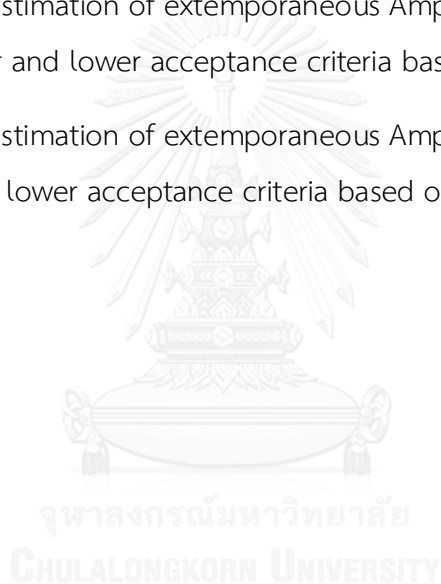 stimation of extemporaneous Amp
and lower acceptance criteria bas
stimation of extemporaneous Amp
lower acceptance criteria based o
จุฬาลงกรณ์มหาวิทยาลัย
CHULALONGKORN UNIVERSITY